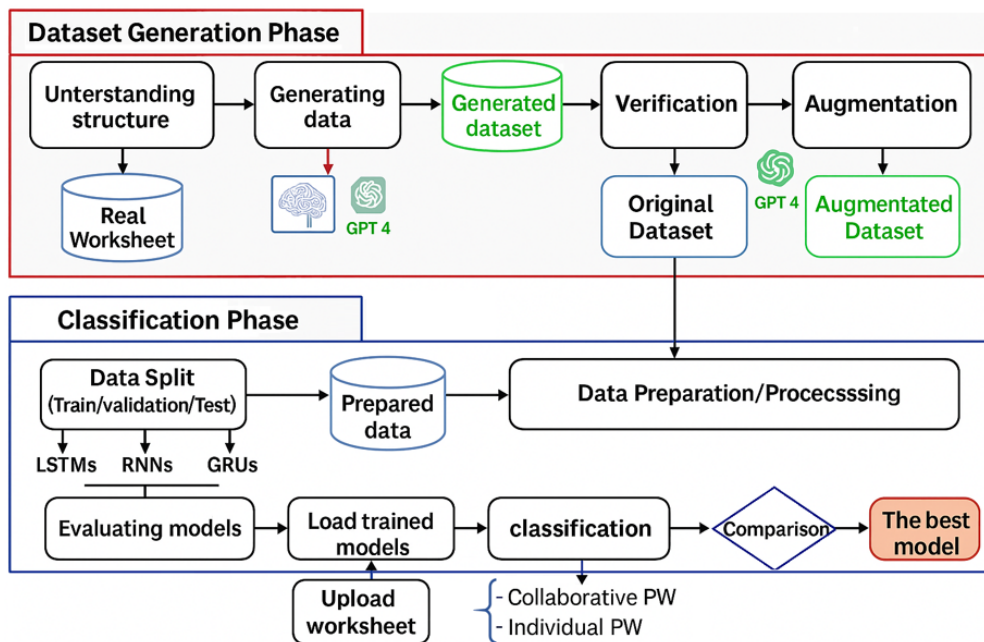 Dataset Generation Phase
Unterstanding
structure
Generating
data
Generated
dataset
Verification
Augmentation
Real
Worksheet
GPT 4
Original
Dataset
GPT 4
Augmentated
Dataset
Classification Phase
Data Split
(Train/validation/Test)
Prepared
data
Data Preparation/Procecsssing
LSTMs
RNNs
GRUs
Evaluating models
Load trained
models
classification
Comparison
The best
model
Upload
worksheet
- Collaborative PW
- Individual PW